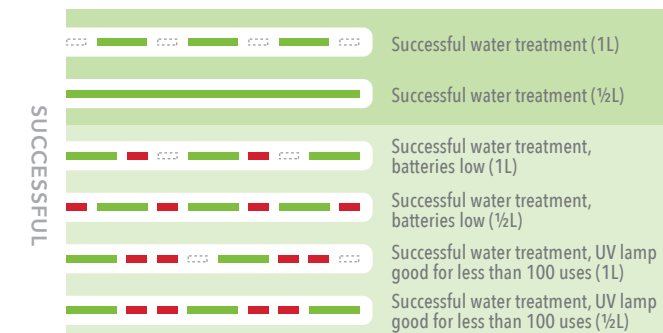 SUCCESSFUL
Successful water treatment (1L)
Successful water treatment (½L)
Successful water treatment,
batteries low (1L)
Successful water treatment,
batteries low (½L)
Successful water treatment, UV lamp
good for less than 100 uses (1L)
Successful water treatment, UV lamp
good for less than 100 uses (½L)